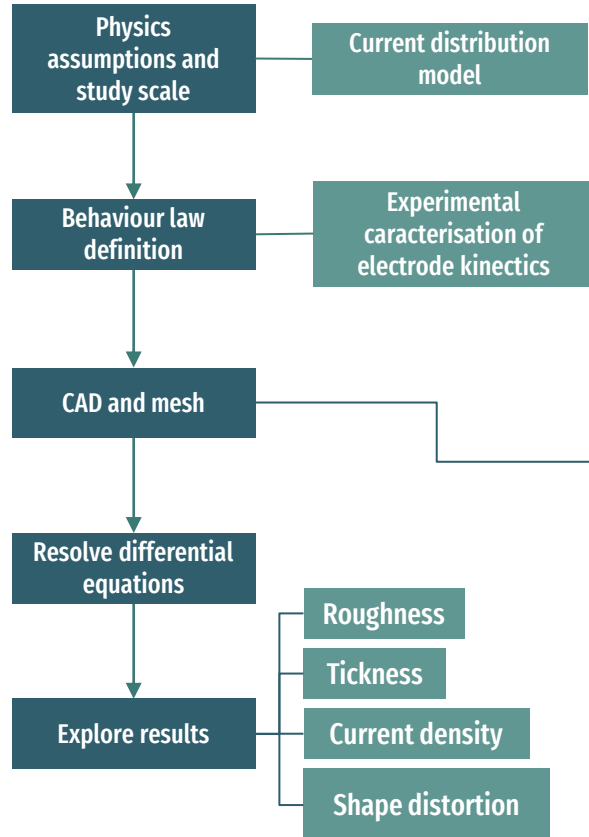 Physics
assumptions and
study scale
Current distribution
model
Behaviour law
definition
Experimental
caracterisation of
electrode kinetics
CAD and mesh
Resolve differential
equations
Explore results
Roughness
Tickness
Current density
Shape distortion